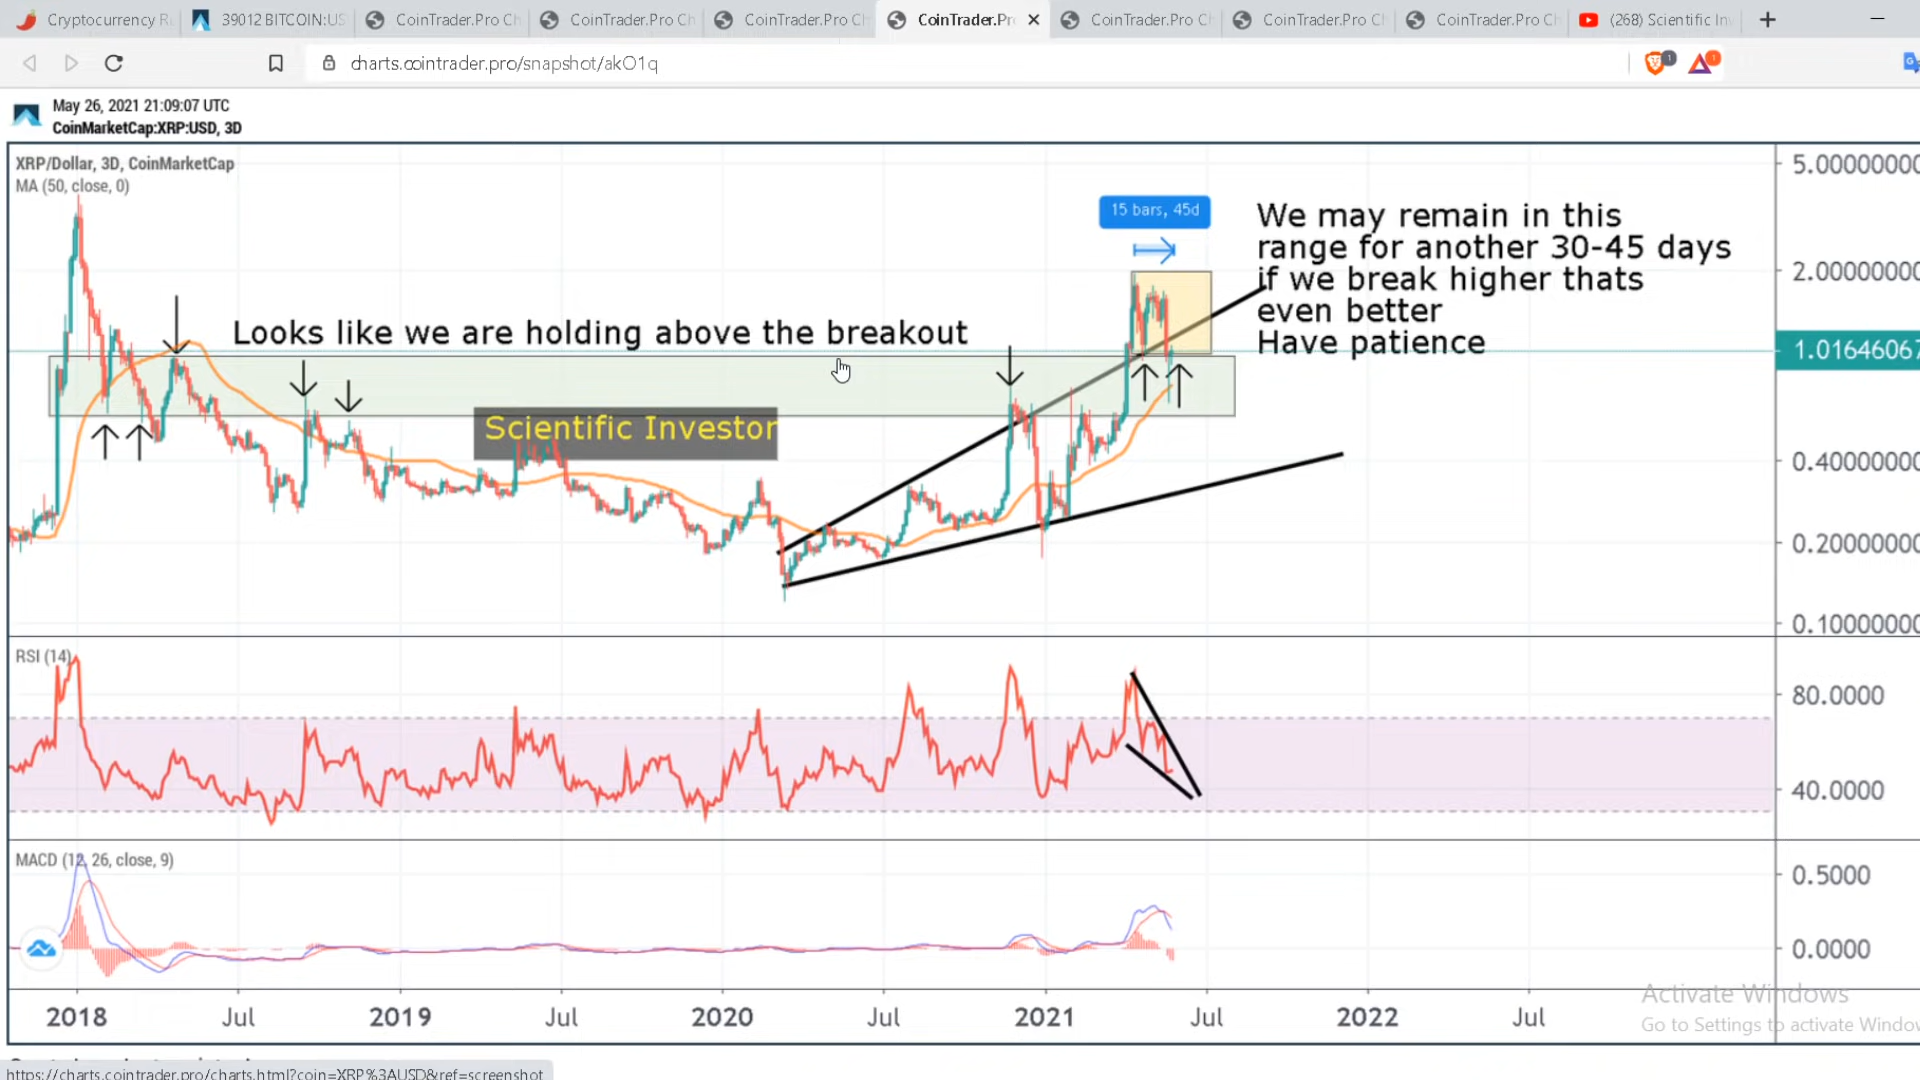 Cryptocurrency R
39012 BITCOIN:US
CoinTrader.Pro Ch
CoinTrader.Pro Ch
CoinTrader.Pro Ch
CoinTrader.Pr
CoinTrader.Pro Ch
CoinTrader.Pro Ch
CoinTrader.Pro Ch
(268) Scientific In
charts.cointrader.pro/snapshot/akO1q
1
1
May 26, 2021 21:09:07 UTC
CoinMarketCap:XRP:USD, 3D
XRP/Dollar, 3D, CoinMarketCap
MA (50, close, 0)
15 bars, 45d
We may remain in this
range for another 30-45 days
if we break higher thats
even better
Have patience
Looks like we are holding above the breakout
Scientific Investor
5.00000000
2.00000000
1.01646067
0.40000000
0.20000000
0.10000000
RSI (14)
80.0000
40.0000
MACD (12, 26, close, 9)
0.5000
0.0000
2018
Jul
2019
Jul
2020
Jul
2021
Jul
2022
Jul
Activate Windows
Go to Settings to activate Windo
https://charts.cointrader.pro/charts.html?coin=XRP%3AUSD&ref=screenshot